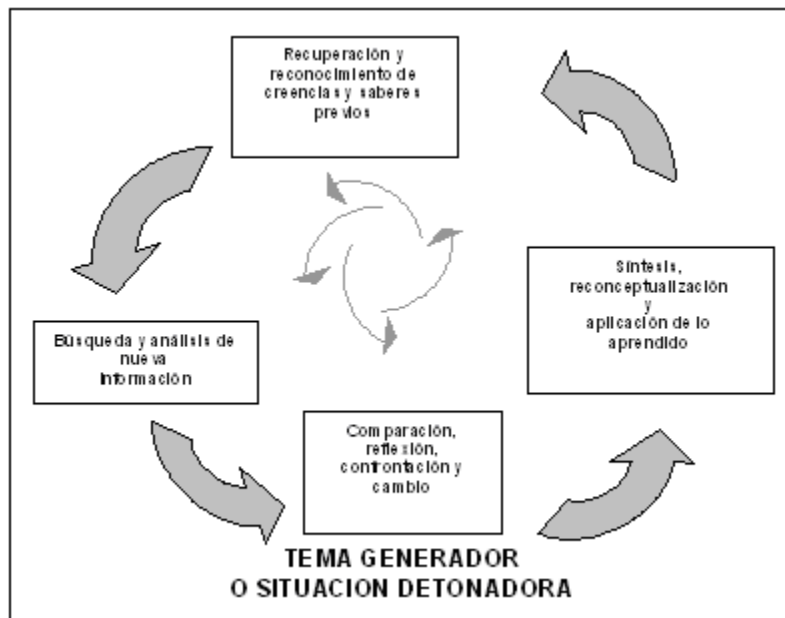 Recuperación y
reconocimiento de
creencias y saberes
previos
Búsqueda y análisis de
nueva
información
Comparación,
reflexión,
confrontación y
cambio
Síntesis,
reconceptualización
y
aplicación de lo
aprendido
TEMA GENERADOR
O SITUACION DETONADORA